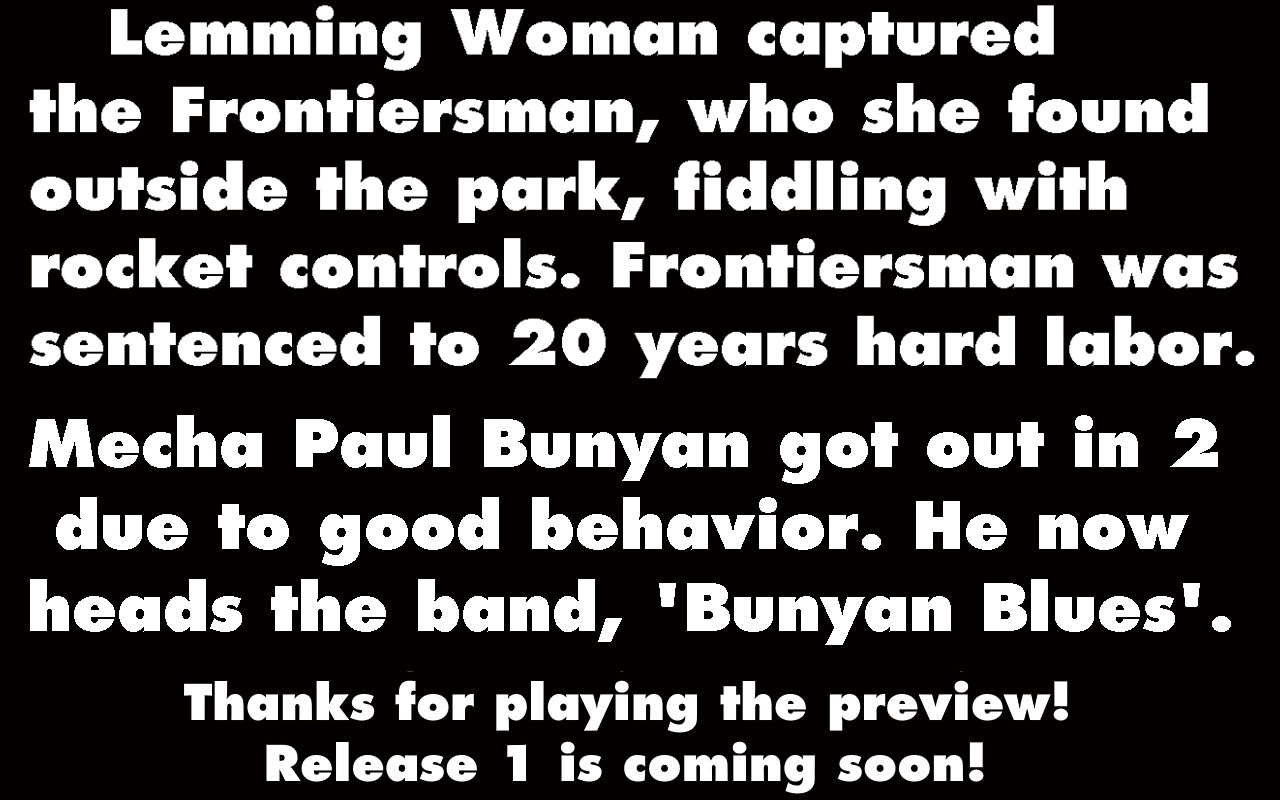 Lemming Woman captured
the Frontiersman, who she found
outside the park, fiddling with
rocket controls. Frontiersman was
sentenced to 20 years hard labor.
Mecha Paul Bunyan got out in 2
due to good behavior. He now
heads the band, 'Bunyan Blues'.
Thanks for playing the preview!
Release 1 is coming soon!